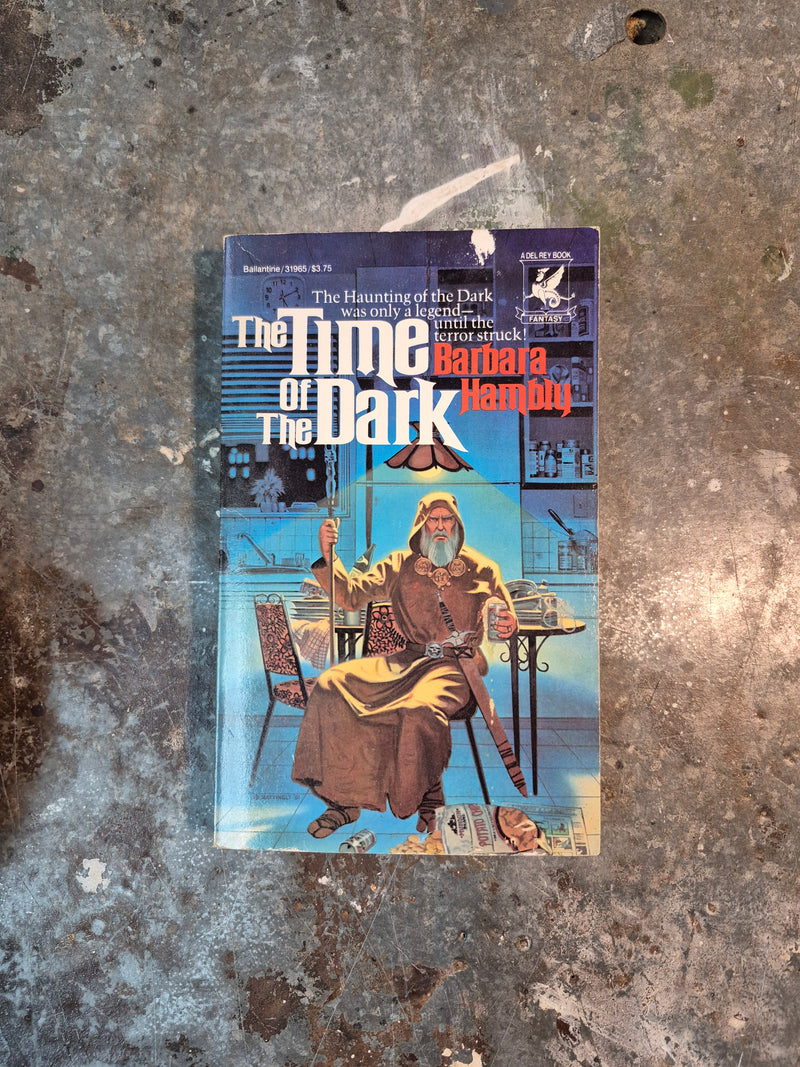 Ballantine/31965/$3.75
A DEL REY BOOK
FANTASY
The Haunting of the Dark
was only a legend—
until the
terror struck!
The Time
Of
The Dark
Barbara
Hambly
POTATO